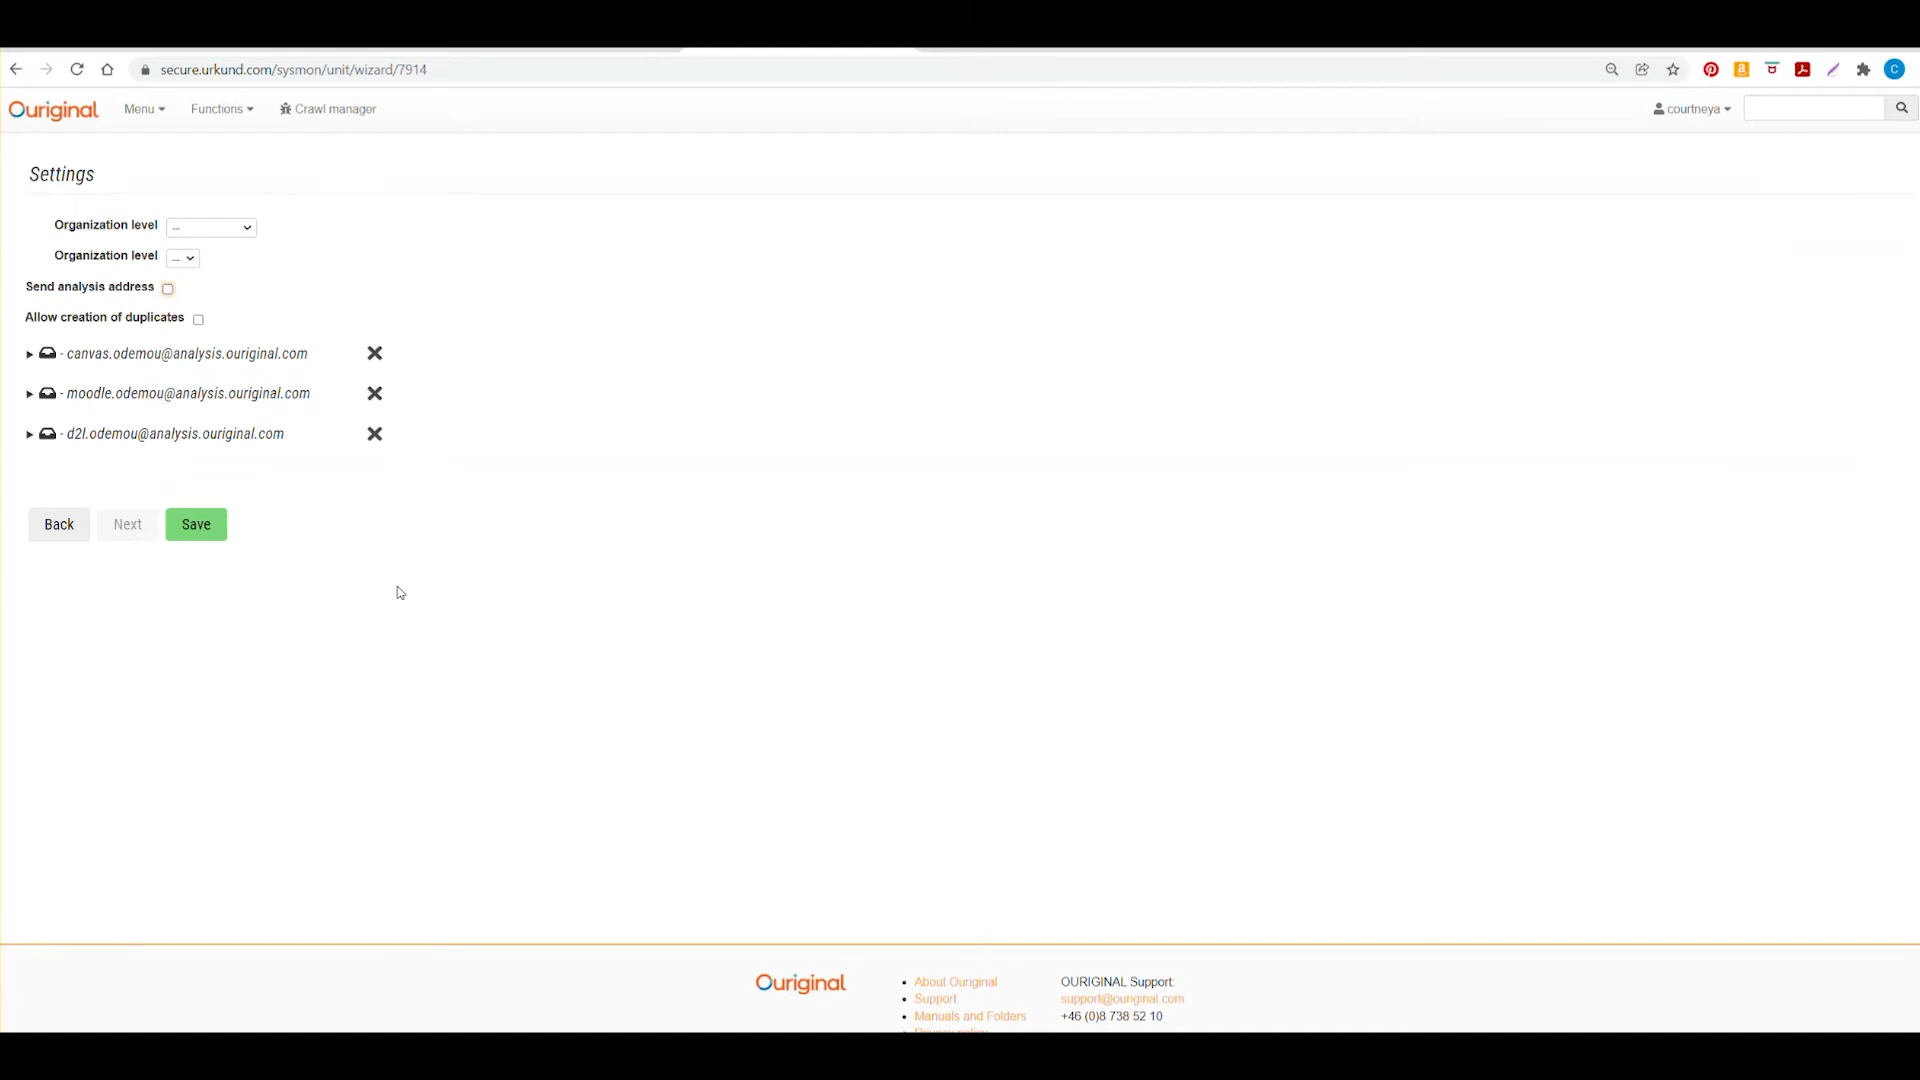 secure.urkund.com/sysmon/unit/wizard/7914
C
Ouriginal Menu Functions Crawl manager courtneya
Settings
Organization level --
Organization level --
Send analysis address
Allow creation of duplicates
- canvas.odemou@analysis.ouriginal.com
- moodle.odemou@analysis.ouriginal.com
- d2l.odemou@analysis.ouriginal.com
Back Next Save
Ouriginal
About Ouriginal
Support
Manuals and Folders
Privacy policy
OURIGINAL Support:
support@ouriginal.com
+46 (0)8 738 52 10